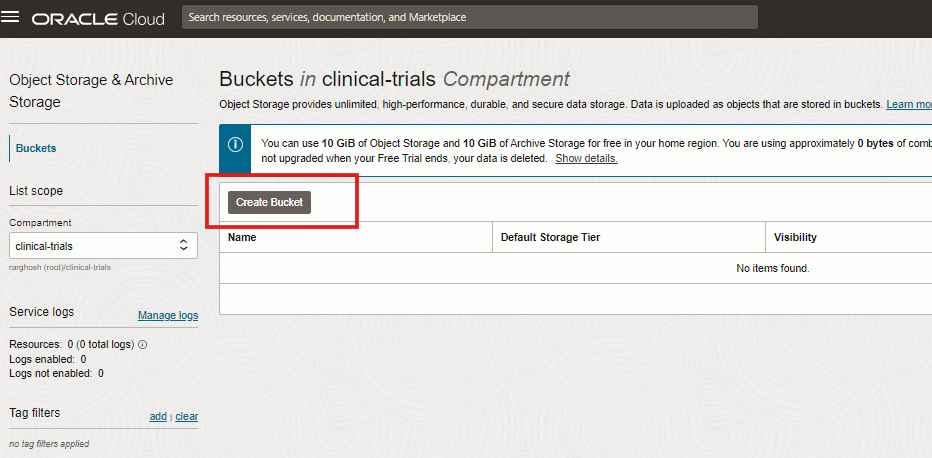 ORACLE Cloud
Search resources, services, documentation, and Marketplace
Object Storage & Archive
Storage
Buckets
List scope
Compartment
clinical-trials
rarghosh (root)/clinical-trials
Service logs
Manage logs
Resources: 0 (0 total logs)
Logs enabled: 0
Logs not enabled: 0
Tag filters
add | clear
no tag filters applied
Buckets in clinical-trials Compartment
Object Storage provides unlimited, high-performance, durable, and secure data storage. Data is uploaded as objects that are stored in buckets. Learn mo
You can use 10 GiB of Object Storage and 10 GiB of Archive Storage for free in your home region. You are using approximately 0 bytes of com
not upgraded when your Free Trial ends, your data is deleted. Show details.
Create Bucket
Name
Default Storage Tier
Visibility
No items found.